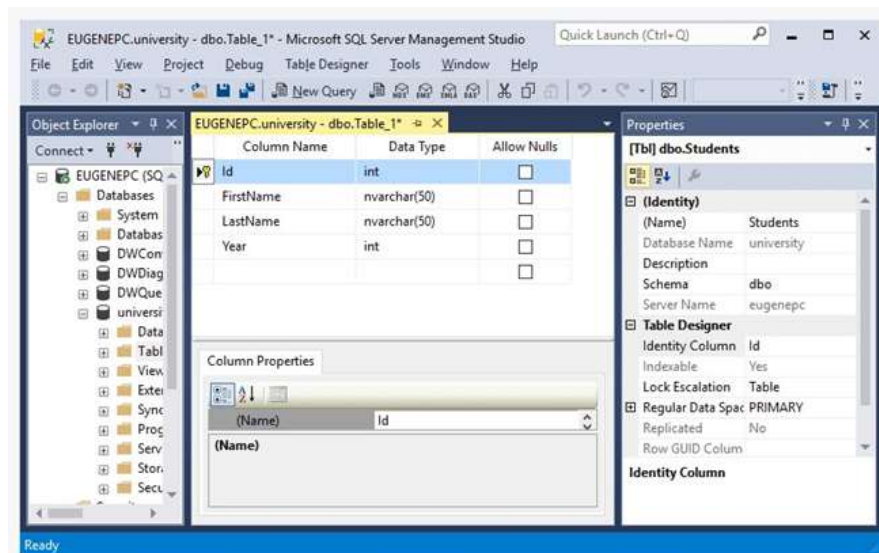 EUGENEPC.university - dbo.Table_1* - Microsoft SQL Server Management Studio
Quick Launch (Ctrl+Q)
File Edit View Project Debug Table Designer Tools Window Help
New Query
Object Explorer
Connect
EUGENEPC (SQ
Databases
System
Databas
DWCon
DWDiag
DWQue
universi
Data
Tabl
View
Exter
Sync
Prog
Serv
Stor
Secu
EUGENEPC.university - dbo.Table_1*
Column Name Data Type Allow Nulls
Id int
FirstName nvarchar(50)
LastName nvarchar(50)
Year int
Column Properties
(Name) Id
(Name)
Properties
[Tbl] dbo.Students
(Identity)
(Name) Students
Database Name university
Description
Schema dbo
Server Name eugenepc
Table Designer
Identity Column Id
Indexable Yes
Lock Escalation Table
Regular Data Spac PRIMARY
Replicated No
Row GUID Colum
Identity Column
Ready